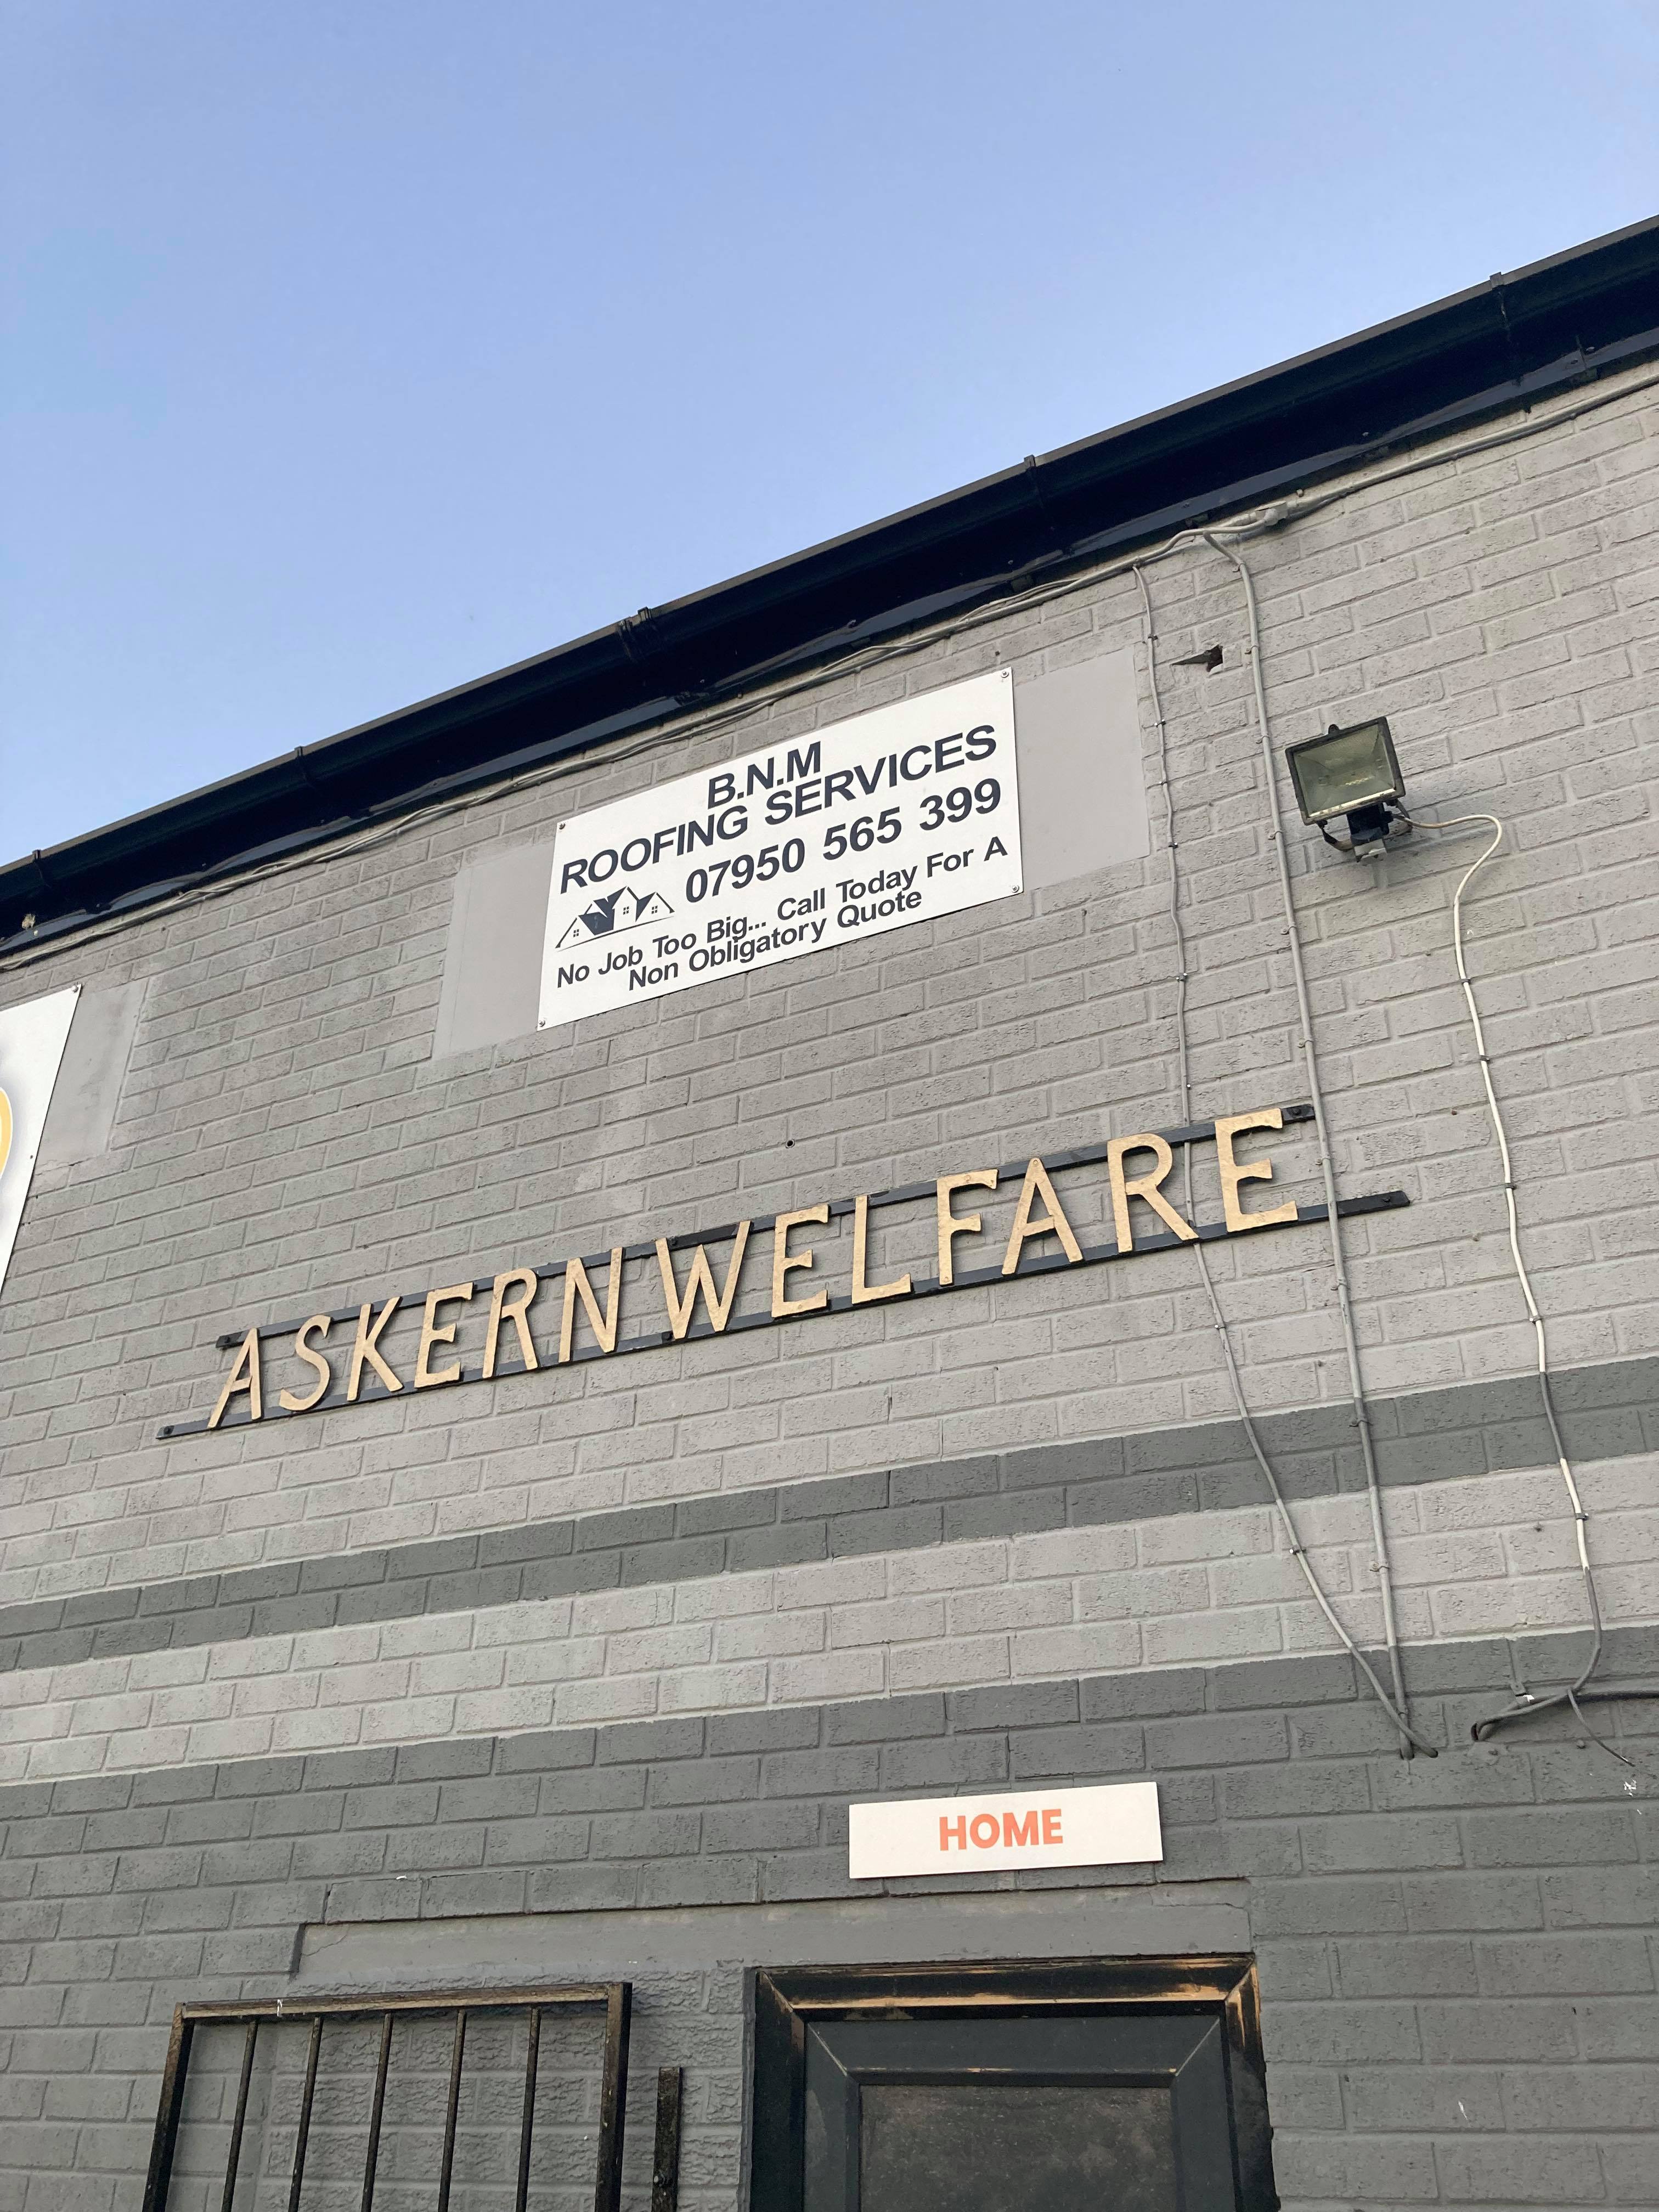 B.N.M
ROOFING SERVICES
07950 565 399
No Job Too Big... Call Today For A
Non Obligatory Quote
ASKERN WELFARE
HOME